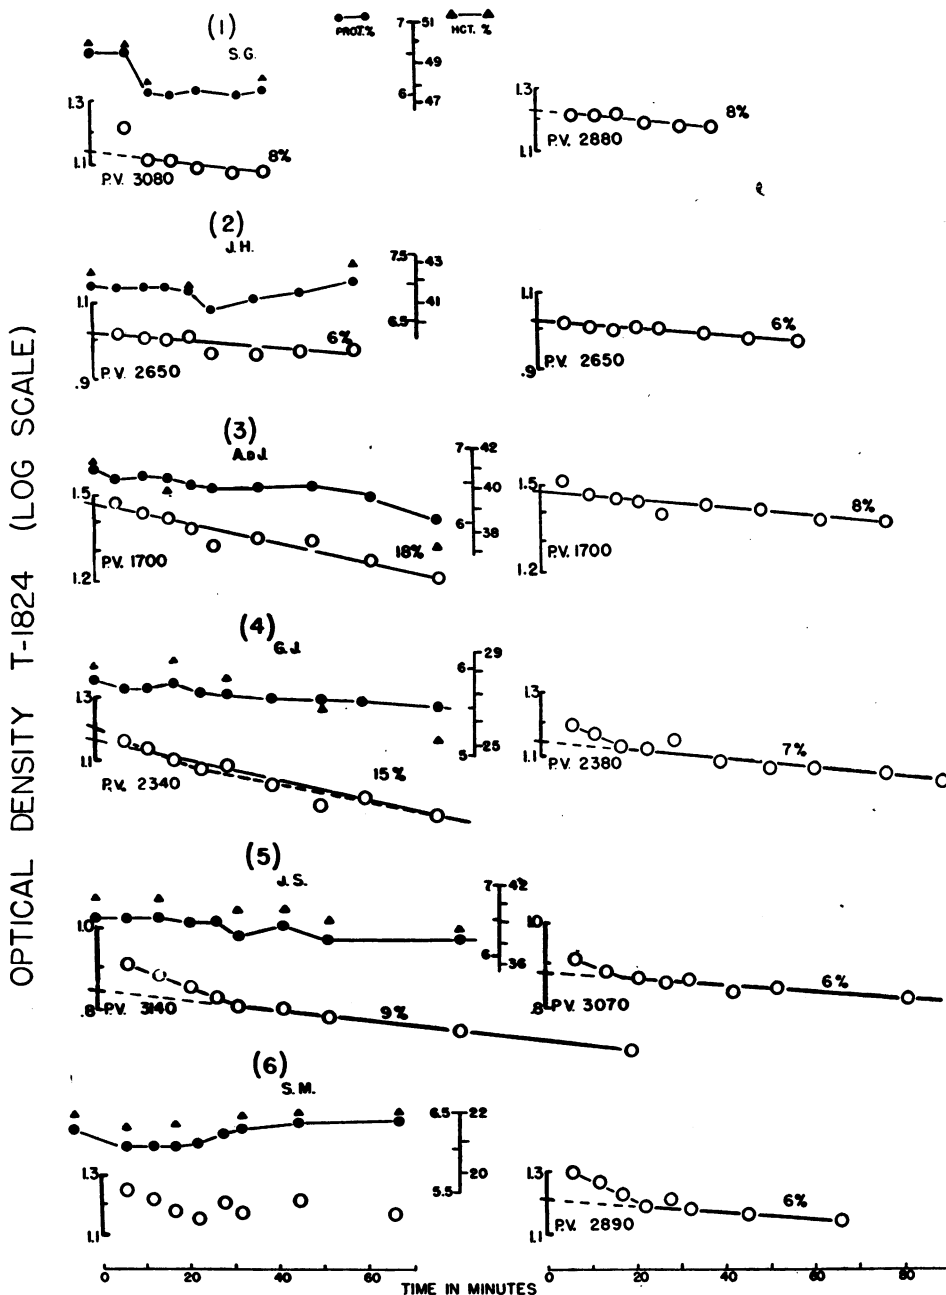 (1)
S.G.
PROT.%
HCT. %
7 51
49
6 47
1.3
1.1
8%
P.V. 3080
1.3
1.1
8%
P.V. 2880
(2)
J.H.
7.5 43
41
6.5
1.1
.9
6%
P.V. 2650
1.1
.9
6%
P.V. 2650
(3)
A.D.J.
7 42
40
6 38
1.5
1.2
18%
P.V. 1700
1.5
1.2
8%
P.V. 1700
(4)
G.J.
6 29
5 25
1.3
1.1
15%
P.V. 2340
1.3
1.1
7%
P.V. 2380
(5)
J.S.
7 42
6 36
1.0
.8
9%
P.V. 3140
1.0
.8
6%
P.V. 3070
(6)
S.M.
6.5 22
20
5.5
1.3
1.1
1.3
1.1
6%
P.V. 2890
0 20 40 60 0 20 40 60 80
TIME IN MINUTES
OPTICAL DENSITY T-1824 (LOG SCALE)